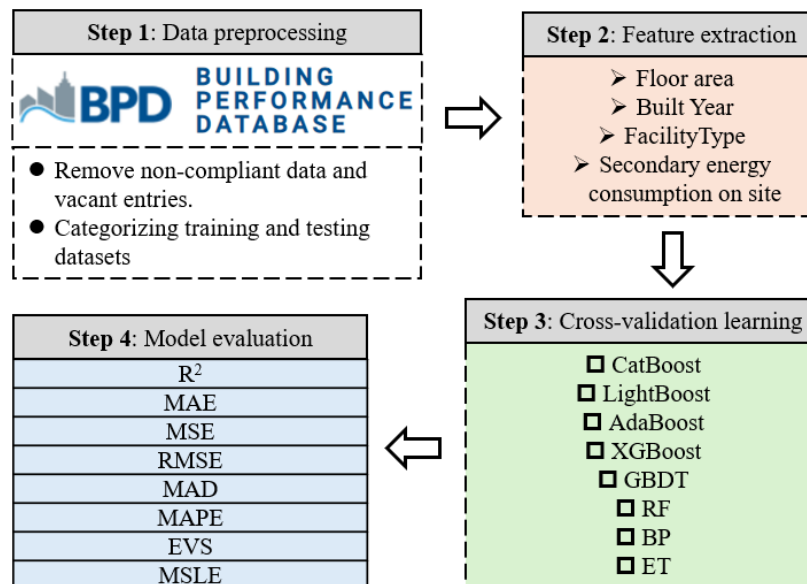 Step 1: Data preprocessing
BPD
BUILDING
PERFORMANCE
DATABASE
● Remove non-compliant data and
vacant entries.
● Categorizing training and testing
datasets
Step 2: Feature extraction
➢ Floor area
➢ Built Year
➢ FacilityType
➢ Secondary energy
consumption on site
Step 3: Cross-validation learning
☐ CatBoost
☐ LightBoost
☐ AdaBoost
☐ XGBoost
☐ GBDT
☐ RF
☐ BP
☐ ET
Step 4: Model evaluation
R²
MAE
MSE
RMSE
MAD
MAPE
EVS
MSLE